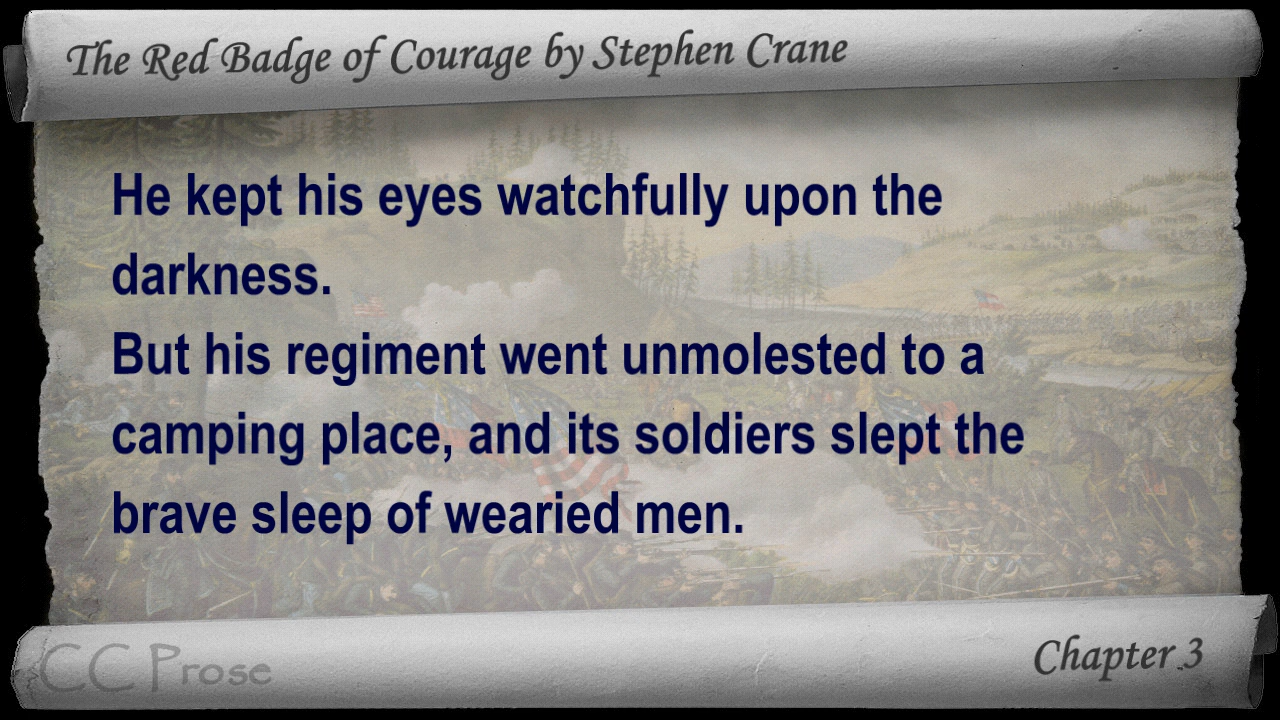 The Red Badge of Courage by Stephen Crane
He kept his eyes watchfully upon the
darkness.
But his regiment went unmolested to a
camping place, and its soldiers slept the
brave sleep of wearied men.
CC Prose
Chapter 3